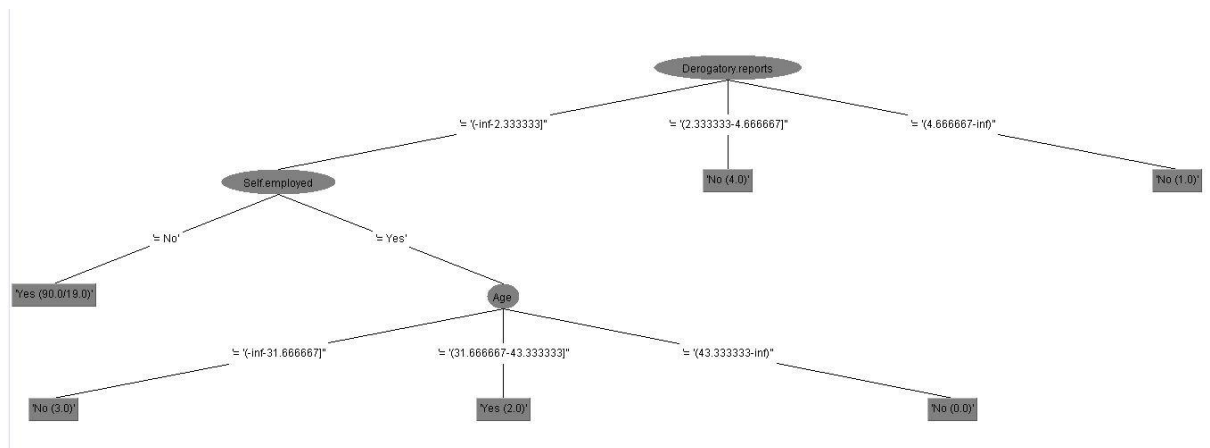 Derogatory.reports
'= '(-inf-2.333333]''
'= '(2.333333-4.666667]''
'= '(4.666667-inf)''
Self.employed
'No (4.0)'
'No (1.0)'
'= No'
'= Yes'
'Yes (90.0/19.0)'
Age
'= '(-inf-31.666667]''
'= '(31.666667-43.333333]''
'= '(43.333333-inf)''
'No (3.0)'
'Yes (2.0)'
'No (0.0)'